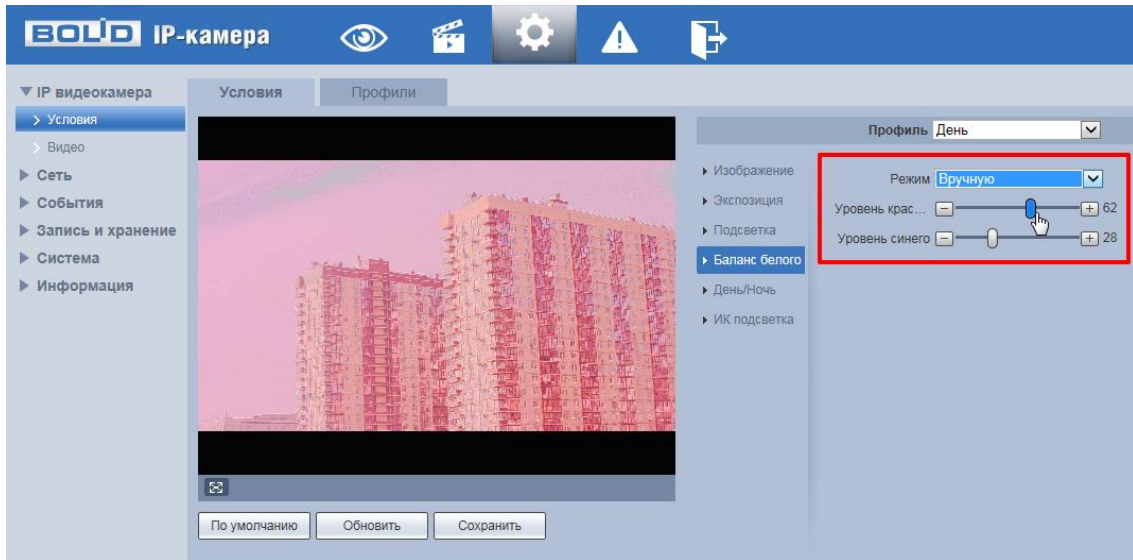 BOLID IP-камера
IP видеокамера
Условия
Видео
Сеть
События
Запись и хранение
Система
Информация
Условия
Профили
По умолчанию
Обновить
Сохранить
Профиль День
Изображение
Экспозиция
Подсветка
Баланс белого
День/Ночь
ИК подсветка
Режим Вручную
Уровень крас... 62
Уровень синего 28